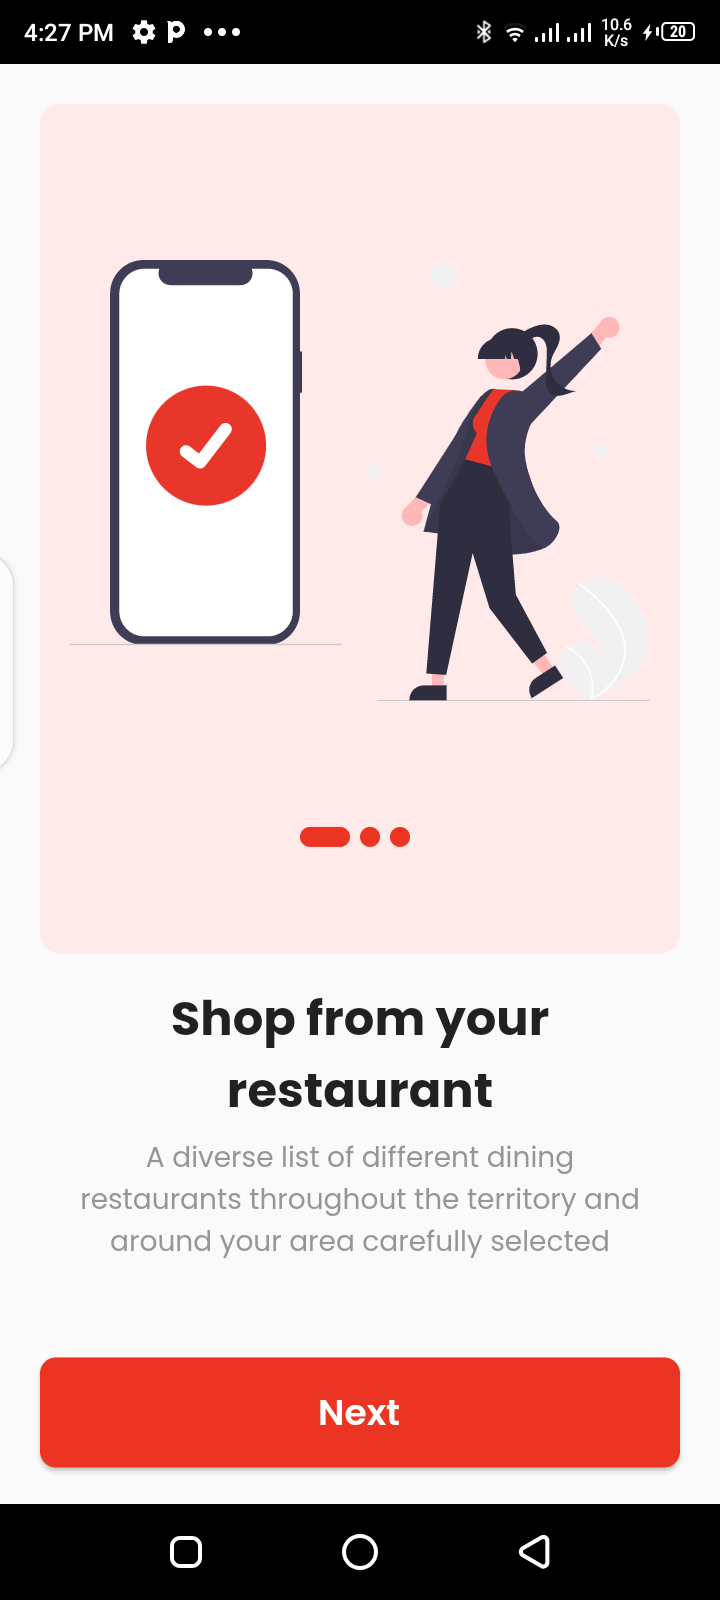 4:27 PM
10.6
K/s
20
Shop from your
restaurant
A diverse list of different dining
restaurants throughout the territory and
around your area carefully selected
Next